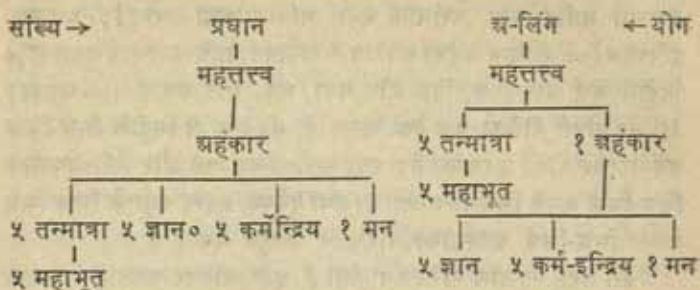 सांख्य → प्रधान अ-लिंग ← योग
महत्तत्त्व महत्तत्त्व
अहंकार ५ तन्मात्रा १ अहंकार
५ महाभूत
५ तन्मात्रा ५ ज्ञान० ५ कर्मेन्द्रिय १ मन
५ महाभूत ५ ज्ञान ५ कर्म-इन्द्रिय १ मन